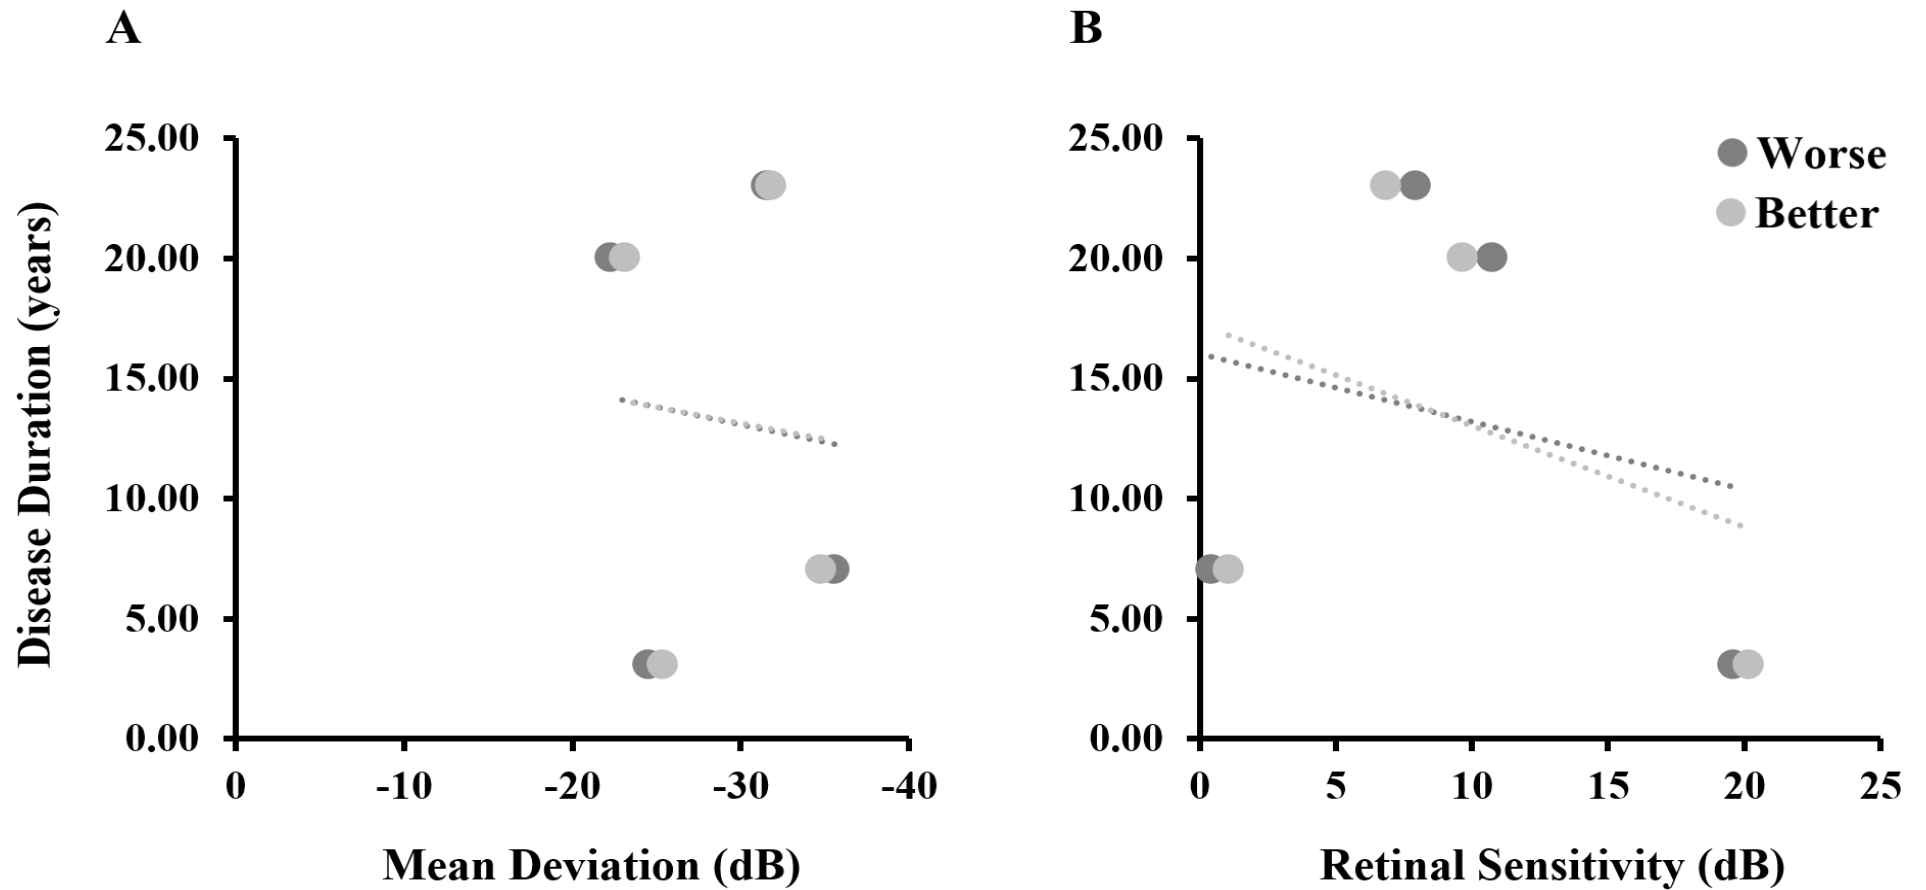 A
B
25.00
20.00
15.00
10.00
5.00
0.00
Disease Duration (years)
0 -10 -20 -30 -40
Mean Deviation (dB)
25.00
20.00
15.00
10.00
5.00
0.00
Worse
Better
0 5 10 15 20 25
Retinal Sensitivity (dB)